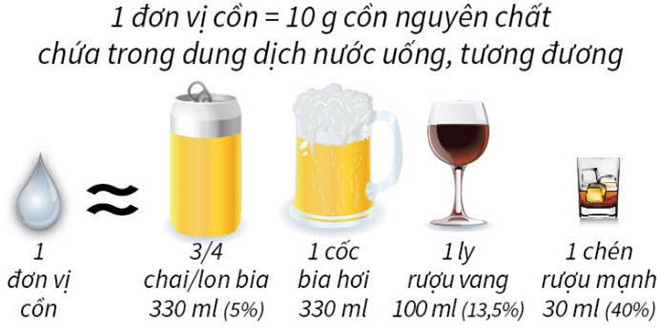 1 đơn vị cồn = 10 g cồn nguyên chất
chứa trong dung dịch nước uống, tương đương
≈
1
đơn vị
cồn
3/4
chai/lon bia
330 ml (5%)
1 cốc
bia hơi
330 ml
1 ly
rượu vang
100 ml (13,5%)
1 chén
rượu mạnh
30 ml (40%)